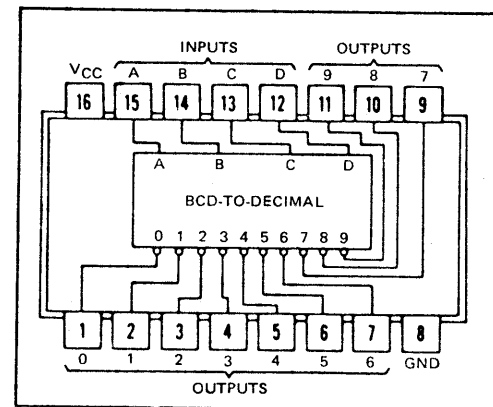 INPUTS OUTPUTS
VCC A B C D 9 8 7
16 15 14 13 12 11 10 9
A B C D
BCD-TO-DECIMAL
0 1 2 3 4 5 6 7 8 9
1 2 3 4 5 6 7 8
0 1 2 3 4 5 6 GND
OUTPUTS